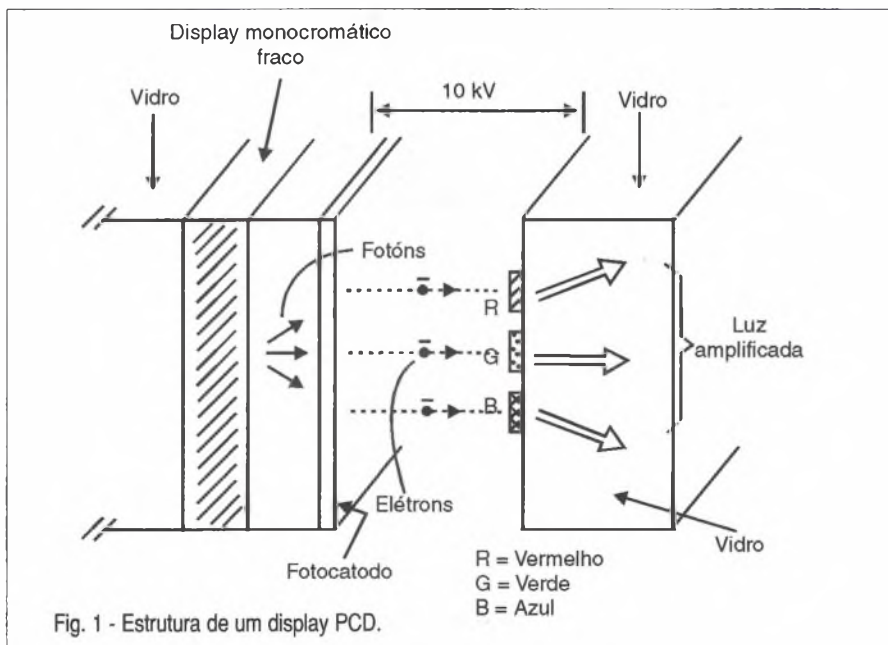 Display monocromático
fraco
Vidro
10 kV
Vidro
Fotóns
R
G
B
Luz
amplificada
Elétrons
Fotocatodo
Vidro
R = Vermelho
G = Verde
B = Azul
Fig. 1 - Estrutura de um display PCD.